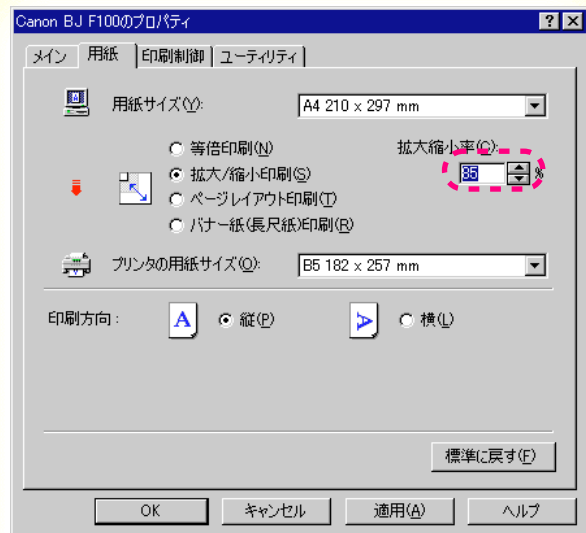 Canon BJ F100のプロパティ
メイン 用紙 印刷制御 ユーティリティ
用紙サイズ(Y): A4 210 x 297 mm
等倍印刷(N) 拡大縮小率(C):
拡大/縮小印刷(S) 85 %
ページレイアウト印刷(T)
バナー紙(長尺紙)印刷(R)
プリンタの用紙サイズ(O): B5 182 x 257 mm
印刷方向: A 縦(P) A 横(L)
標準に戻す(F)
OK キャンセル 適用(A) ヘルプ